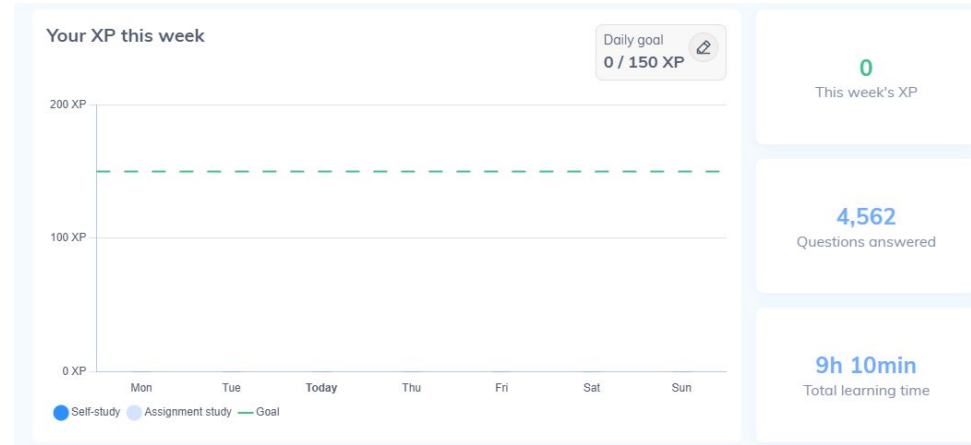 Your XP this week
Daily goal
0 / 150 XP
200 XP
100 XP
0 XP
Mon Tue Today Thu Fri Sat Sun
Self-study Assignment study Goal
0
This week's XP
4,562
Questions answered
9h 10min
Total learning time